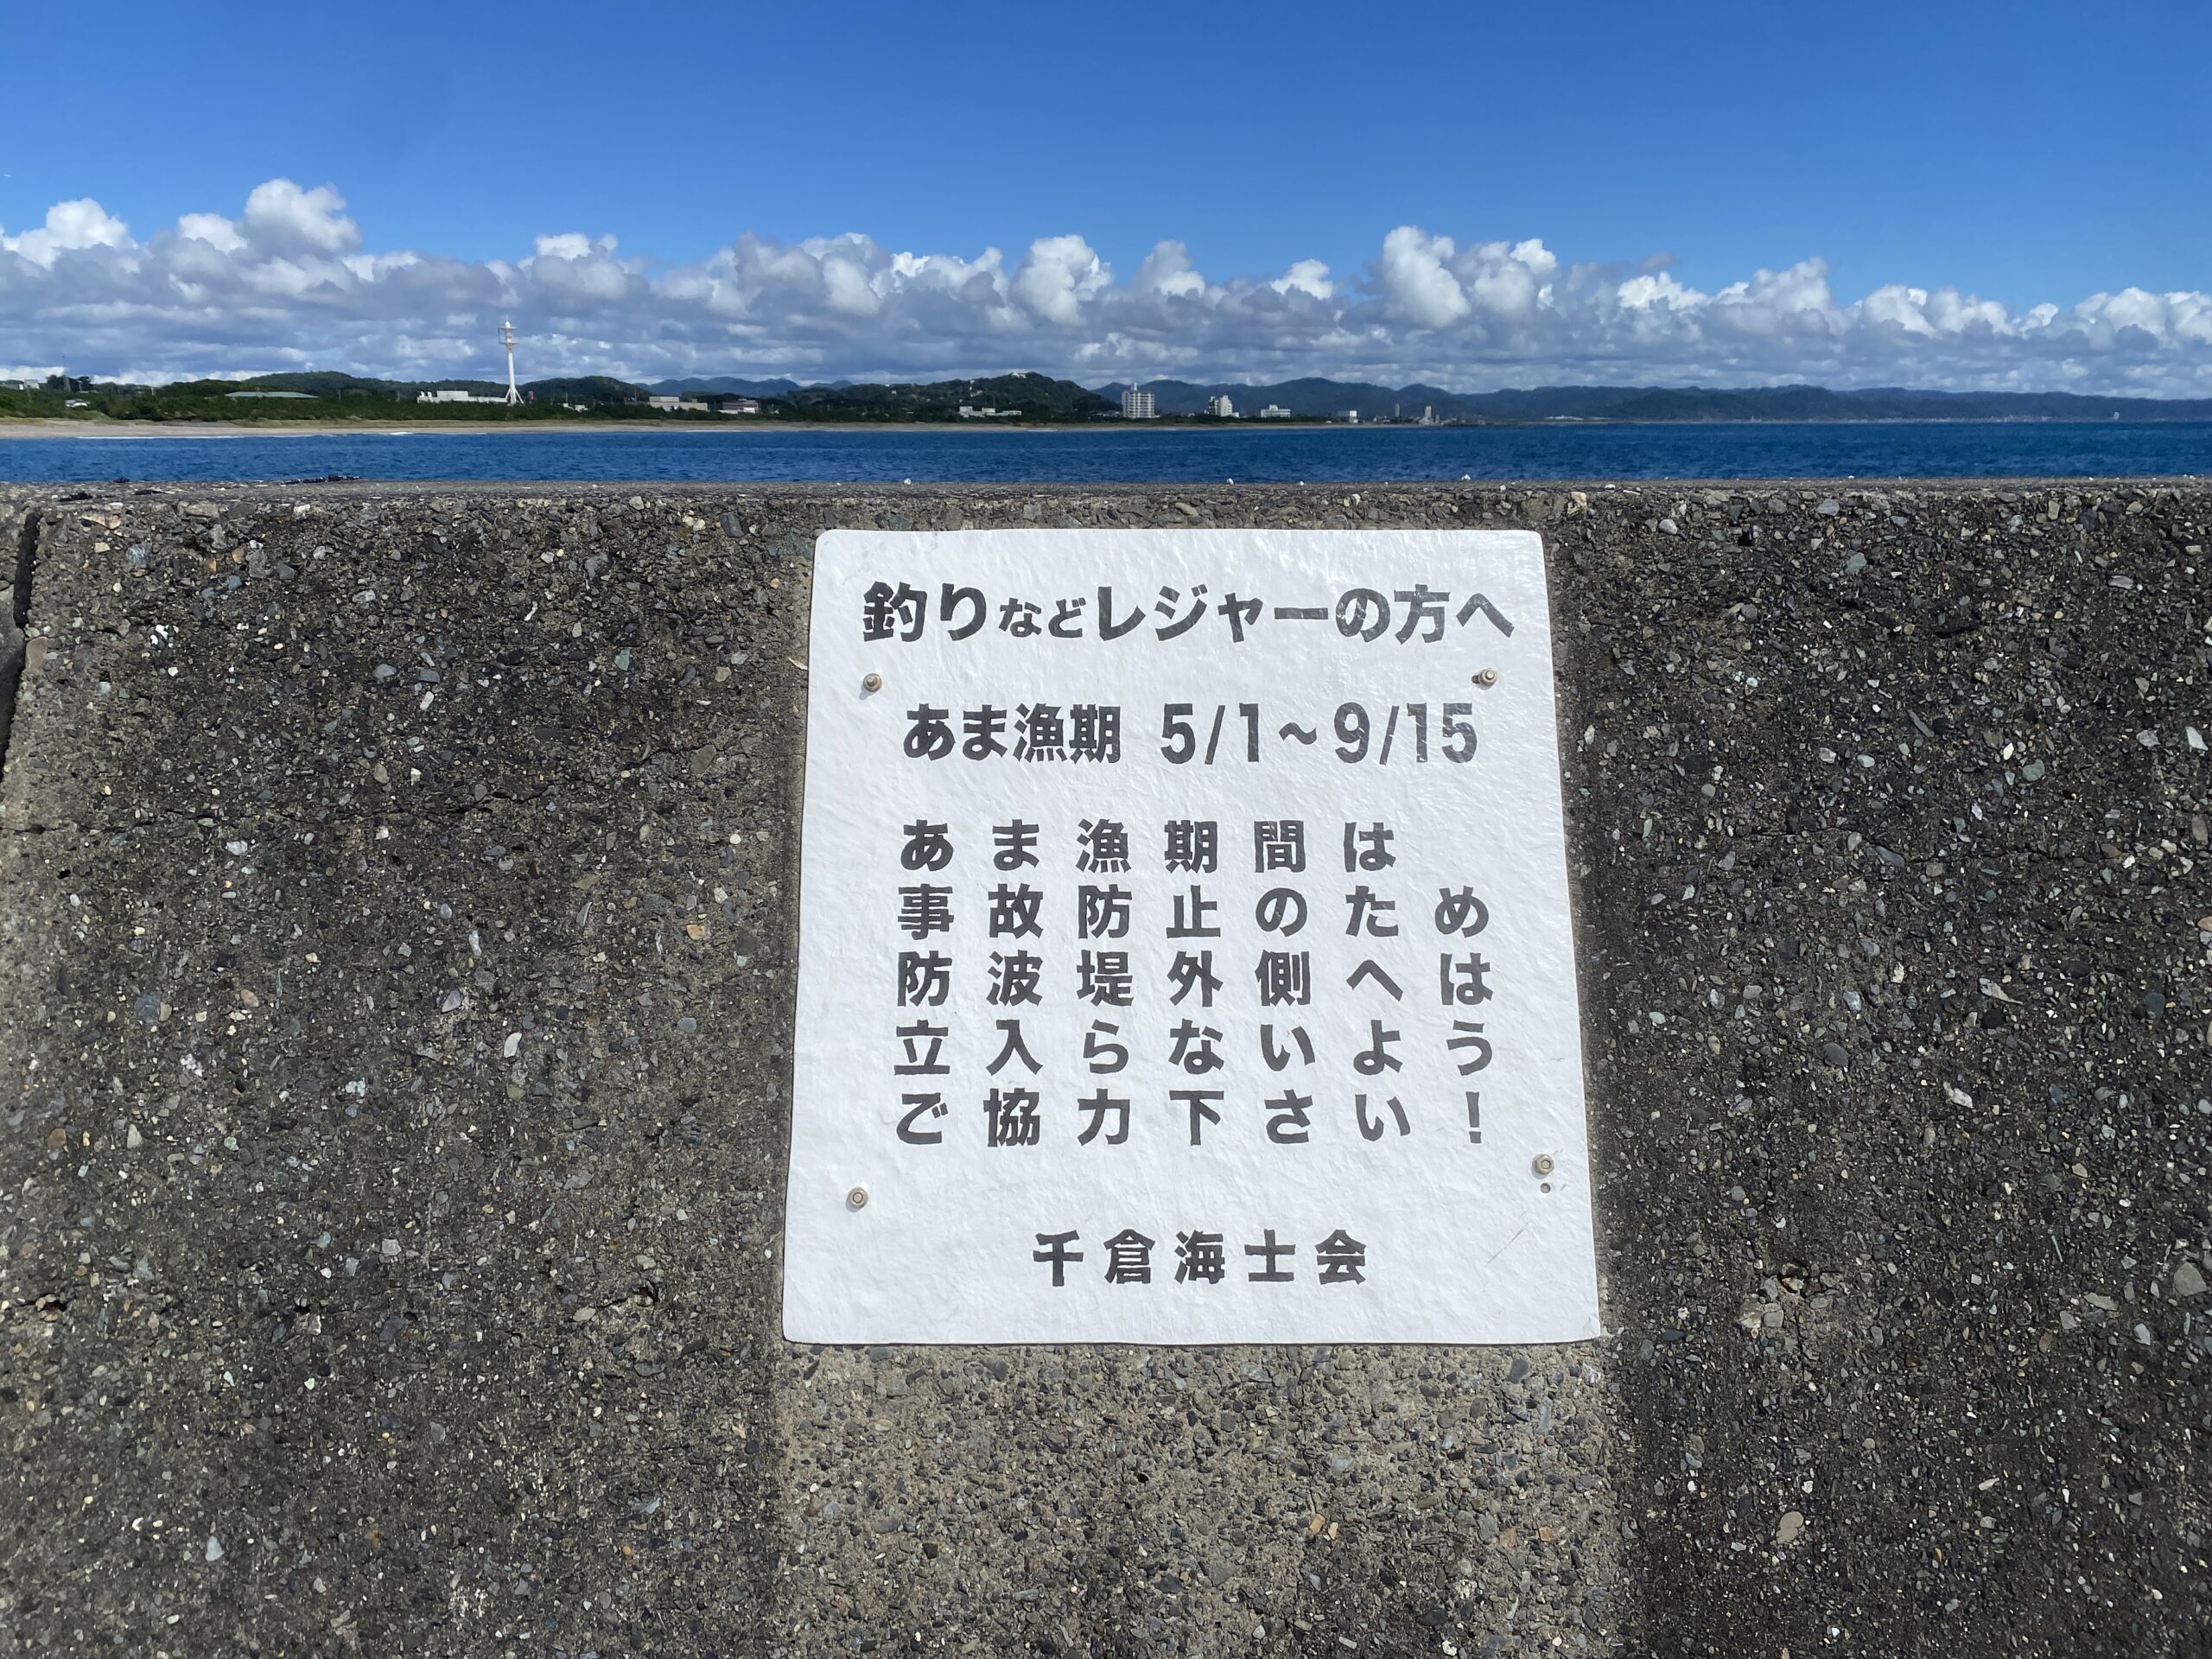 釣りなどレジャーの方へ
あま漁期 5/1~9/15
あま漁期間は
事故防止のため
防波堤外側へは
立入らないよう
ご協力下さい!
千倉海士会